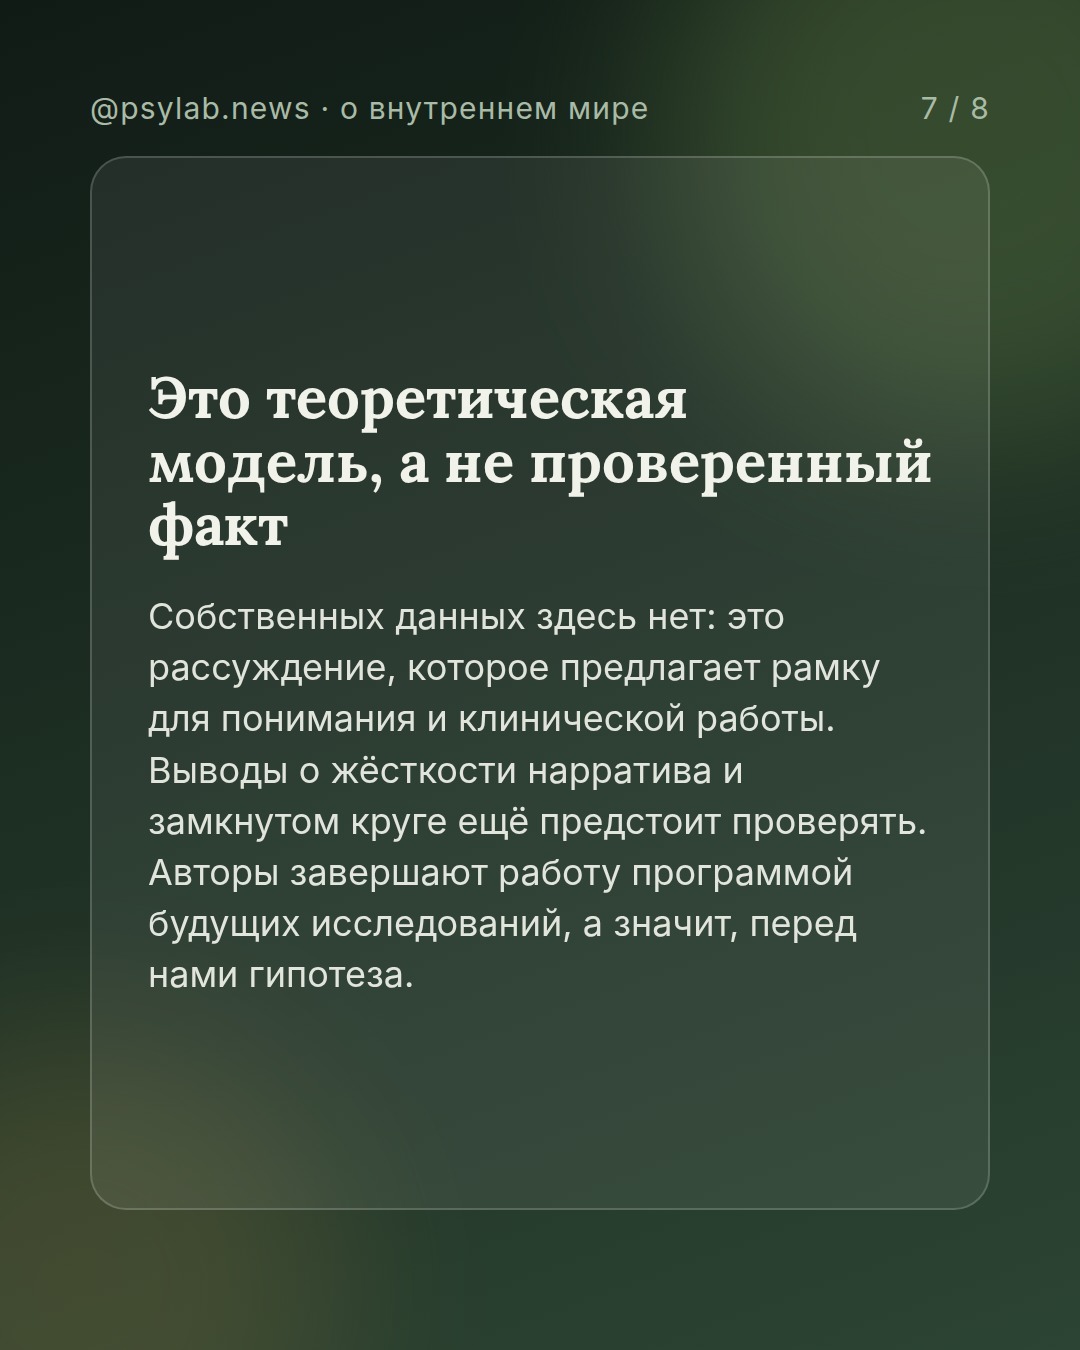 @psylab.news · о внутреннем мире
7 / 8
Это теоретическая
модель, а не проверенный
факт
Собственных данных здесь нет: это
рассуждение, которое предлагает рамку
для понимания и клинической работы.
Выводы о жёсткости нарратива и
замкнутом круге ещё предстоит проверять.
Авторы завершают работу программой
будущих исследований, а значит, перед
нами гипотеза.